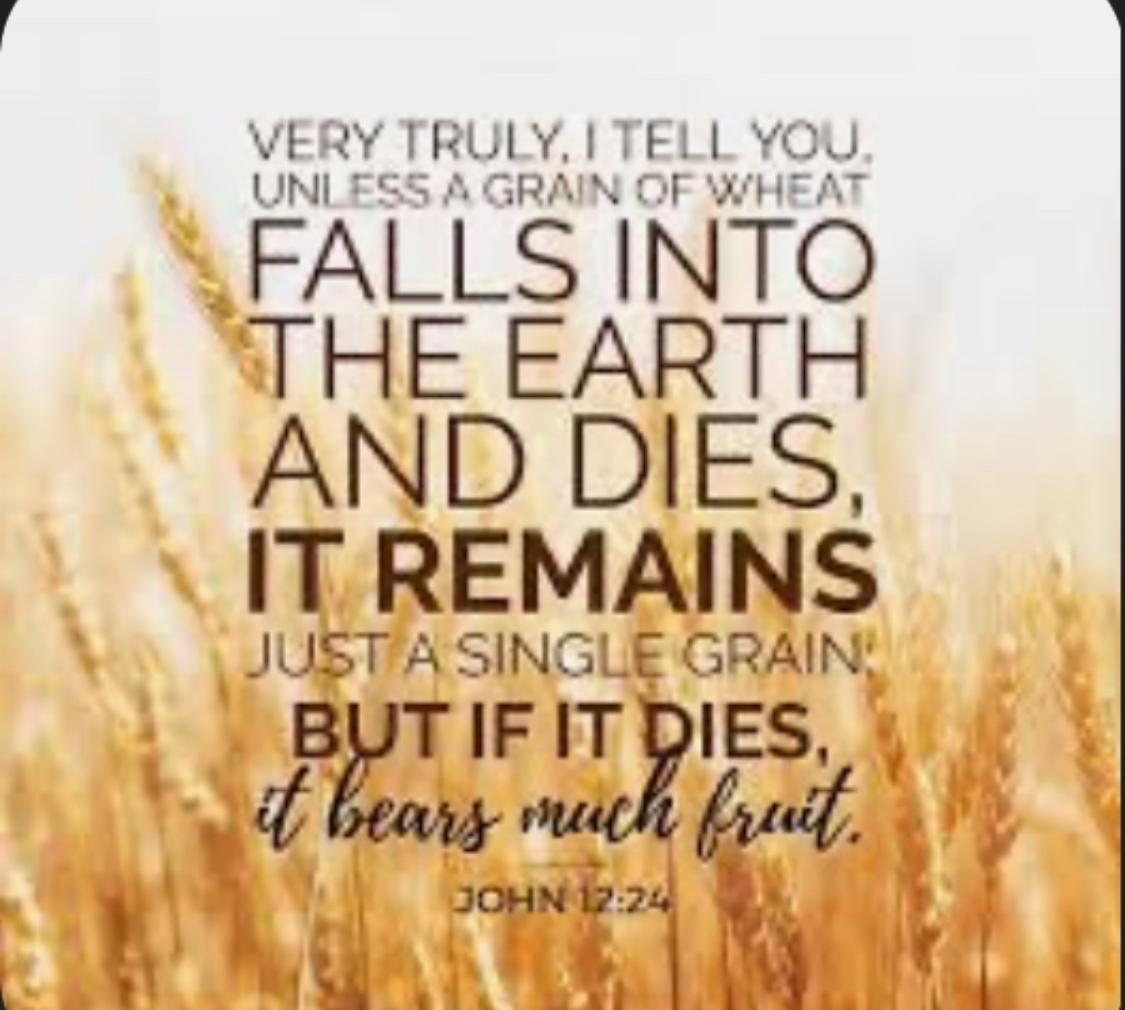 VERY TRULY, I TELL YOU,
UNLESS A GRAIN OF WHEAT
FALLS INTO
THE EARTH
AND DIES,
IT REMAINS
JUST A SINGLE GRAIN;
BUT IF IT DIES,
it bears much fruit.
JOHN 12:24